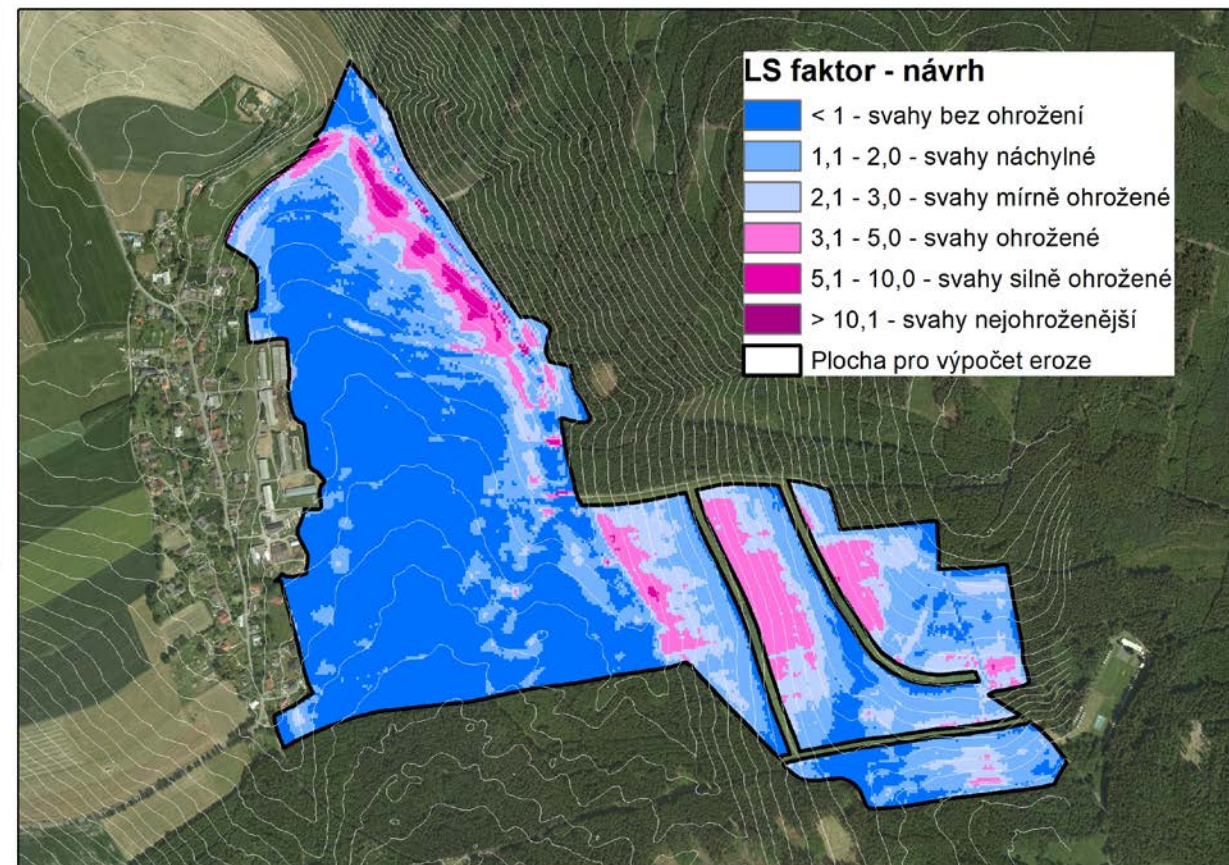 LS faktor - návrh
< 1 - svahy bez ohrožení
1,1 - 2,0 - svahy náchylné
2,1 - 3,0 - svahy mírně ohrožené
3,1 - 5,0 - svahy ohrožené
5,1 - 10,0 - svahy silně ohrožené
> 10,1 - svahy nejohroženější
Plocha pro výpočet eroze